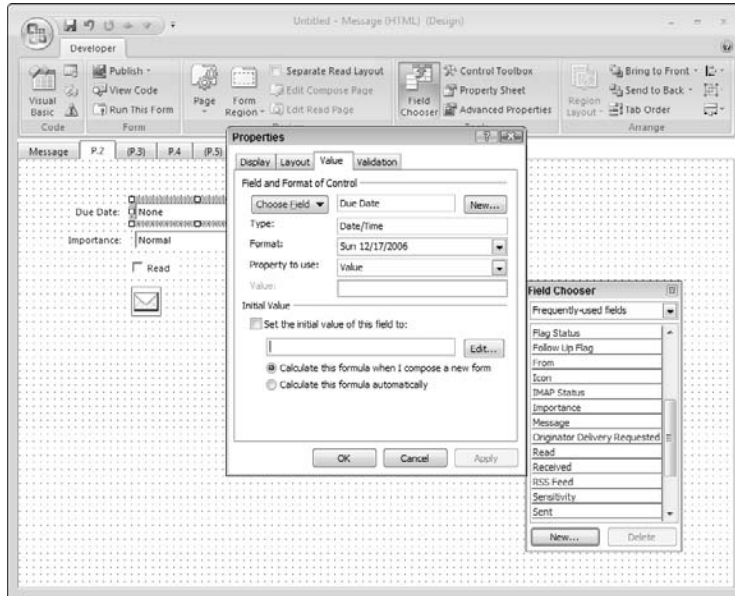 Untitled - Message (HTML) (Design)
Developer
Visual Basic
Publish
View Code
Run This Form
Page
Form Region
Separate Read Layout
Edit Compose Page
Edit Read Page
Field Chooser
Control Toolbox
Property Sheet
Advanced Properties
Region Layout
Bring to Front
Send to Back
Tab Order
Code
Form
Arrange
Message
P.2
(P.3)
P.4
(P.5)
Due Date: None
Importance: Normal
Read
Properties
Display
Layout
Value
Validation
Field and Format of Control
Choose Field
Due Date
New...
Type: Date/Time
Format: Sun 12/17/2006
Property to use: Value
Value:
Initial Value
Set the initial value of this field to:
Edit...
Calculate this formula when I compose a new form
Calculate this formula automatically
OK
Cancel
Apply
Field Chooser
Frequently-used fields
Flag Status
Follow Up Flag
From
Icon
IMAP Status
Importance
Message
Originator Delivery Requested
Read
Received
RSS Feed
Sensitivity
Sent
New...
Delete